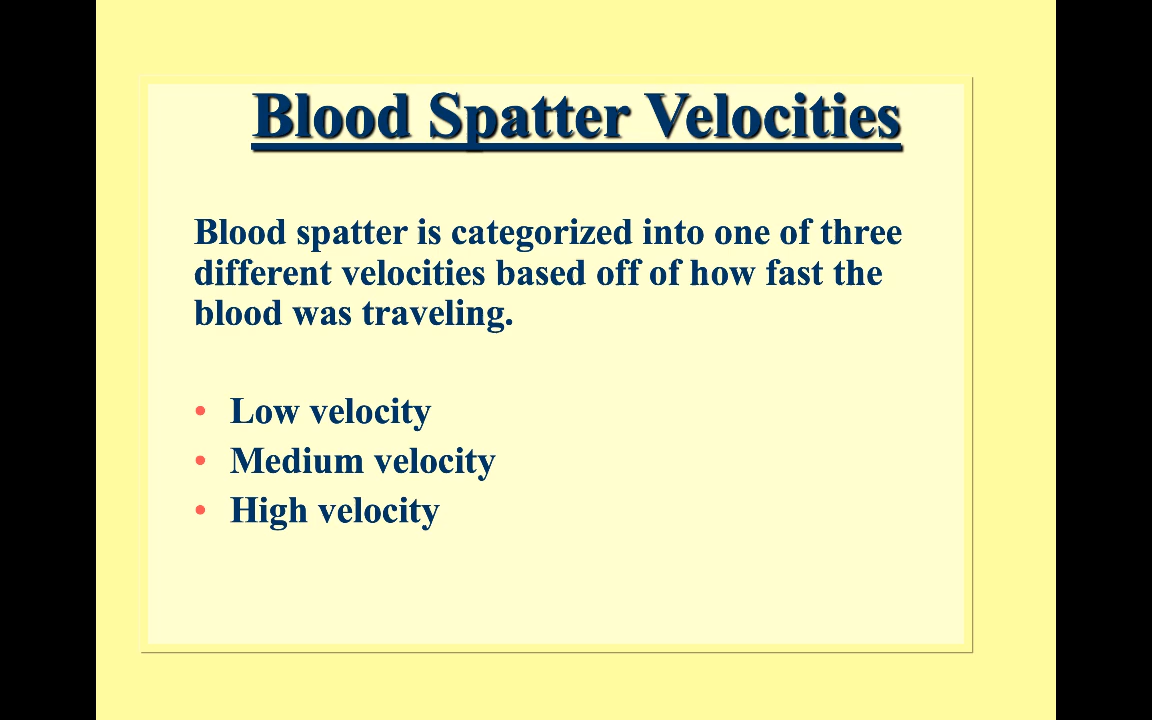 Blood Spatter Velocities
Blood spatter is categorized into one of three
different velocities based off of how fast the
blood was traveling.
• Low velocity
• Medium velocity
• High velocity